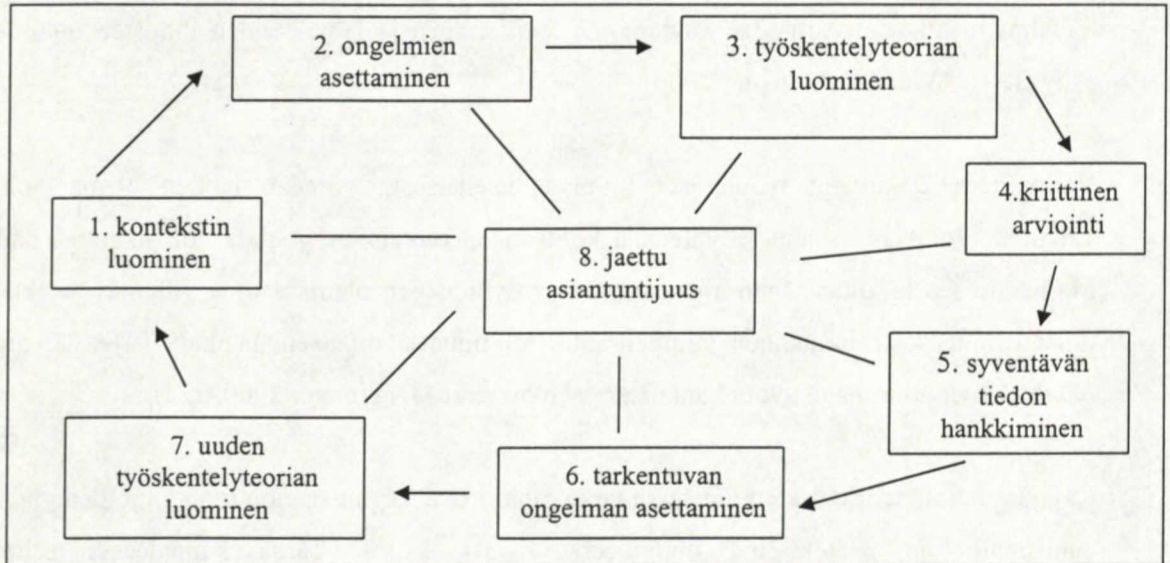 2. ongelmien
asettaminen
3. työskentelyteorian
luominen
4.kriittinen
arviointi
1. kontekstin
luominen
8. jaettu
asiantuntijuus
5. syventävän
tiedon
hankkiminen
7. uuden
työskentelyteorian
luominen
6. tarkentuvan
ongelman asettaminen